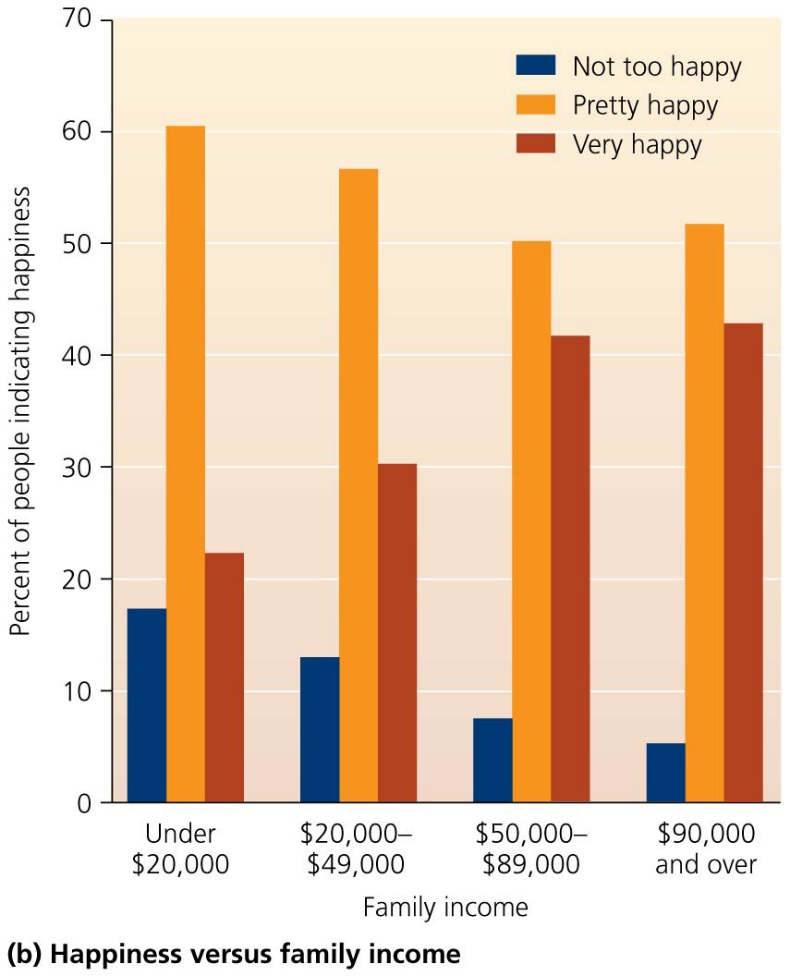 70
60
50
40
30
20
10
0
Percent of people indicating happiness
Not too happy
Pretty happy
Very happy
Under
$20,000
$20,000–
$49,000
$50,000–
$89,000
$90,000
and over
Family income
(b) Happiness versus family income